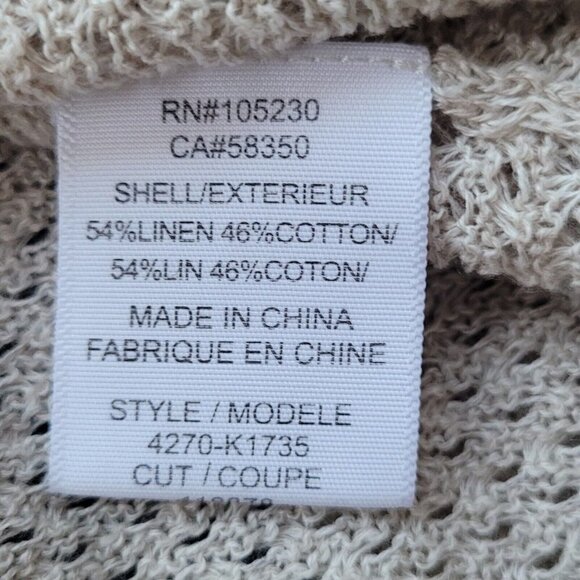 RN#105230
CA#58350
SHELL/EXTERIEUR
54%LINEN 46%COTTON/
54%LIN 46%COTON/
MADE IN CHINA
FABRIQUE EN CHINE
STYLE / MODELE
4270-K1735
CUT / COUPE